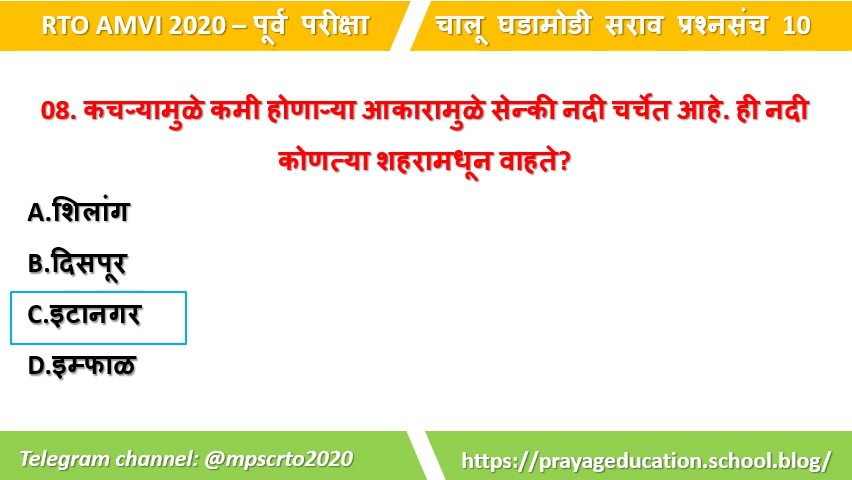 RTO AMVI 2020 – पूर्व परीक्षा
चालू घडामोडी सराव प्रश्नसंच 10
08. कचऱ्यामुळे कमी होणाऱ्या आकारामुळे सेन्की नदी चर्चेत आहे. ही नदी
कोणत्या शहरामधून वाहते?
A.शिलांग
B.दिसपूर
C.इटानगर
D.इम्फाळ
Telegram channel: @mpscrto2020
https://prayageducation.school.blog/